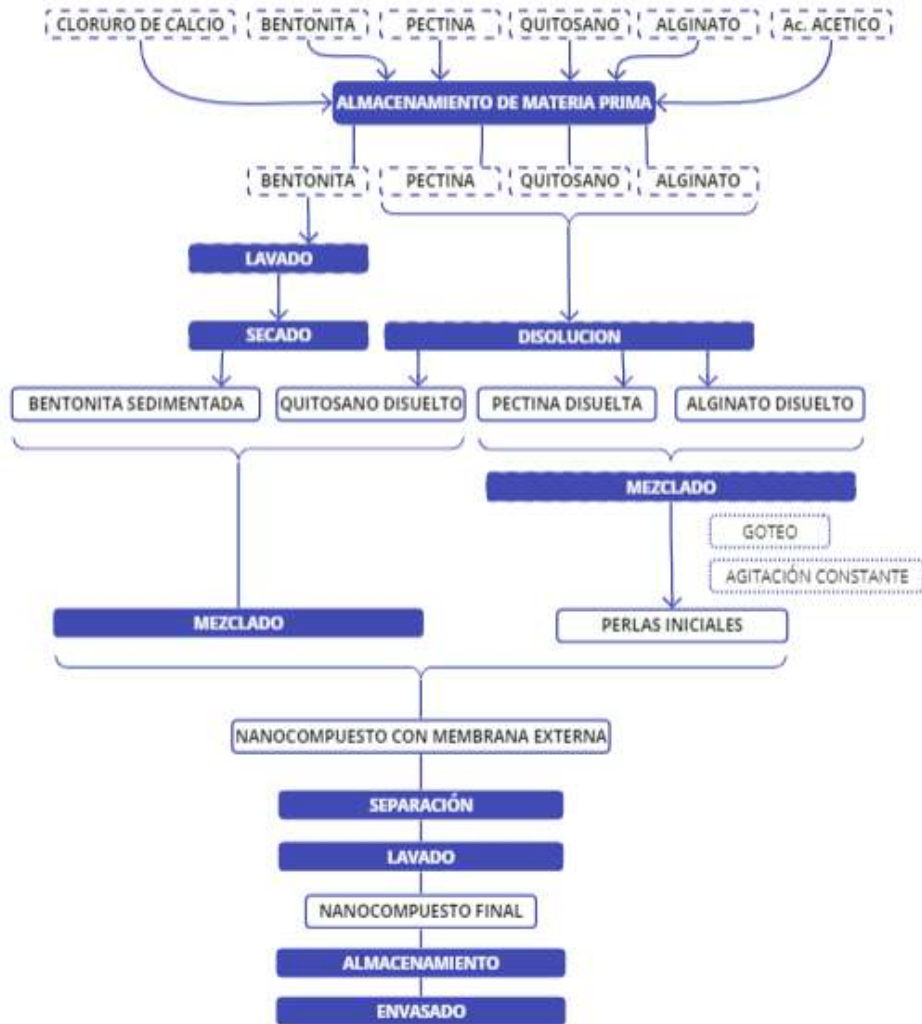 CLORURO DE CALCIO
BENTONITA
PECTINA
QUITOSANO
ALGINATO
Ac. ACETICO
ALMACENAMIENTO DE MATERIA PRIMA
BENTONITA
PECTINA
QUITOSANO
ALGINATO
LAVADO
SECADO
DISOLUCION
BENTONITA SEDIMENTADA
QUITOSANO DISUELTO
PECTINA DISUELTA
ALGINATO DISUELTO
MEZCLADO
GOTEO
AGITACIÓN CONSTANTE
MEZCLADO
PERLAS INICIALES
NANOCOMPUESTO CON MEMBRANA EXTERNA
SEPARACIÓN
LAVADO
NANOCOMPUESTO FINAL
ALMACENAMIENTO
ENVASADO